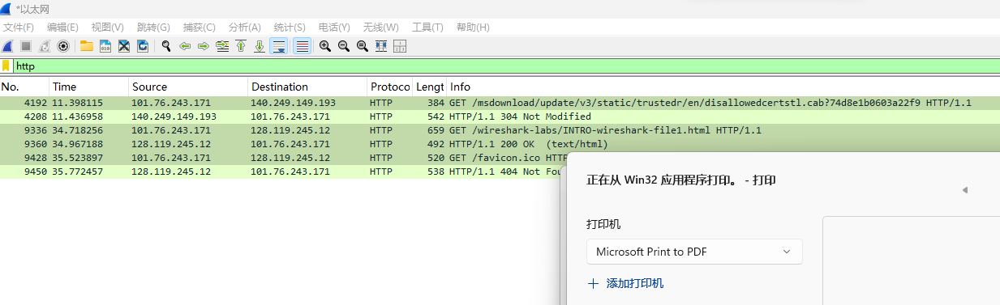 *以太网
文件(F) 编辑(E) 视图(V) 跳转(G) 捕获(C) 分析(A) 统计(S) 电话(Y) 无线(W) 工具(T) 帮助(H)
http
No. Time Source Destination Protoco Lengt Info
4192 11.398115 101.76.243.171 140.249.149.193 HTTP 384 GET /msdownload/update/v3/static/trustedr/en/disallowedcertstl.cab?74d8e1b0603a22f9 HTTP/1.1
4208 11.436958 140.249.149.193 101.76.243.171 HTTP 542 HTTP/1.1 304 Not Modified
9336 34.718256 101.76.243.171 128.119.245.12 HTTP 659 GET /wireshark-labs/INTRO-wireshark-file1.html HTTP/1.1
9360 34.967188 128.119.245.12 101.76.243.171 HTTP 492 HTTP/1.1 200 OK (text/html)
9428 35.523897 101.76.243.171 128.119.245.12 HTTP 520 GET /favicon.ico HTT
9450 35.772457 128.119.245.12 101.76.243.171 HTTP 538 HTTP/1.1 404 Not Fou
正在从 Win32 应用程序打印。 - 打印
打印机
Microsoft Print to PDF
添加打印机